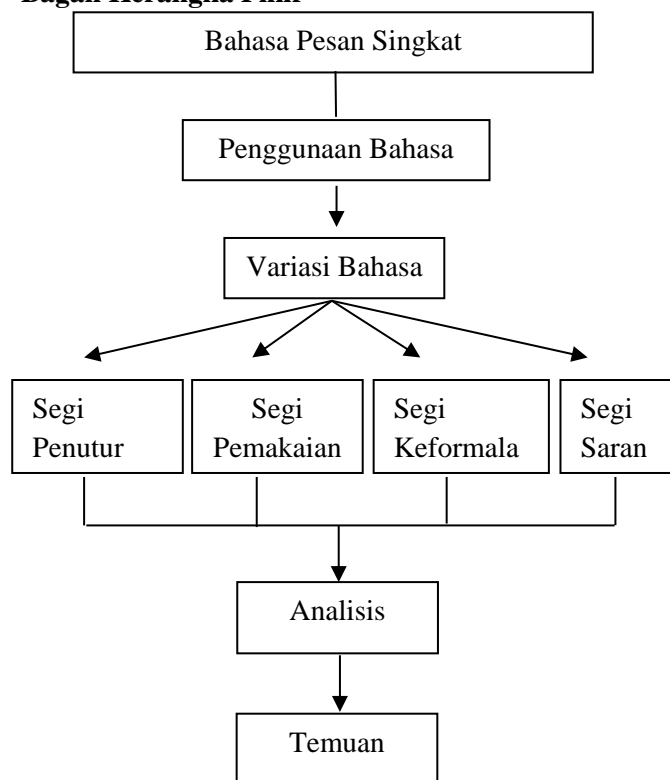 Bahasa Pesan Singkat
Penggunaan Bahasa
Variasi Bahasa
Segi
Penutur
Segi
Pemakaian
Segi
Keformala
Segi
Saran
Analisis
Temuan